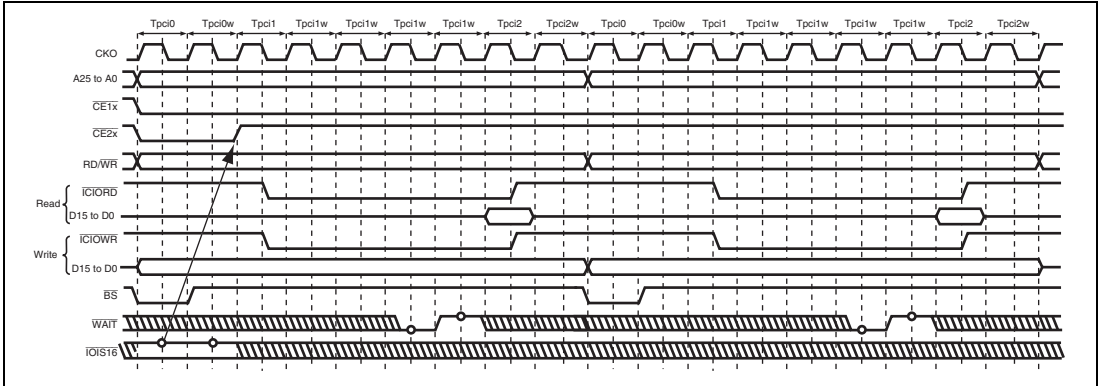 Tpci0 Tpci0w Tpci1 Tpci1w Tpci1w Tpci1w Tpci1w Tpci2 Tpci2w Tpci0 Tpci0w Tpci1 Tpci1w Tpci1w Tpci1w Tpci1w Tpci2 Tpci2w
CKO
A25 to A0
CE1x
CE2x
RD/WR
ICIORD
Read
D15 to D0
ICIOWR
Write
D15 to D0
BS
WAIT
IOIS16